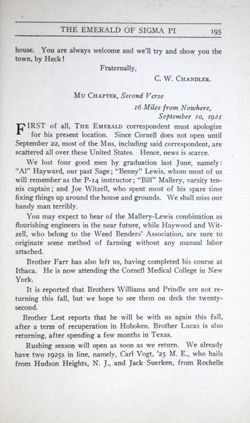 THE EMERALD OF SIGMA PI 195
house. You are always welcome and we'll try and show you the
town, by Heck!
Fraternally,
C. W. CHANDLER.
MU CHAPTER, Second Verse
16 Miles from Nowhere,
September 10, 1921
FIRST of all, THE EMERALD correspondent must apologize
for his present location. Since Cornell does not open until
September 22, most of the Mus, including said correspondent, are
scattered all over these United States. Hence, news is scarce.
We lost four good men by graduation last June, namely:
"Al" Hayward, our past Sage; "Benny" Lewis, whom most of us
will remember as the P-14 instructor; "Bill" Mallery, varsity ten-
nis captain; and Joe Witzell, who spent most of his spare time
fixing things up around the house and grounds. We shall miss our
handy man terribly.
You may expect to hear of the Mallery-Lewis combination as
flourishing engineers in the near future, while Haywood and Wit-
zell, who belong to the Weed Benders' Association, are sure to
originate some method of farming without any manual labor
attached.
Brother Farr has also left us, having completed his course at
Ithaca. He is now attending the Cornell Medical College in New
York.
It is reported that Brothers Williams and Prindle are not re-
turning this fall, but we hope to see them on deck the twenty-
second.
Brother Lest reports that he will be with us again this fall,
after a term of recuperation in Hoboken. Brother Lucas is also
returning, after spending a few months in Texas.
Rushing season will open as soon as we return. We already
have two 1925s in line, namely, Carl Vogt, '25 M. E., who hails
from Hudson Heights, N. J., and Jack Suerken, from Rochelle